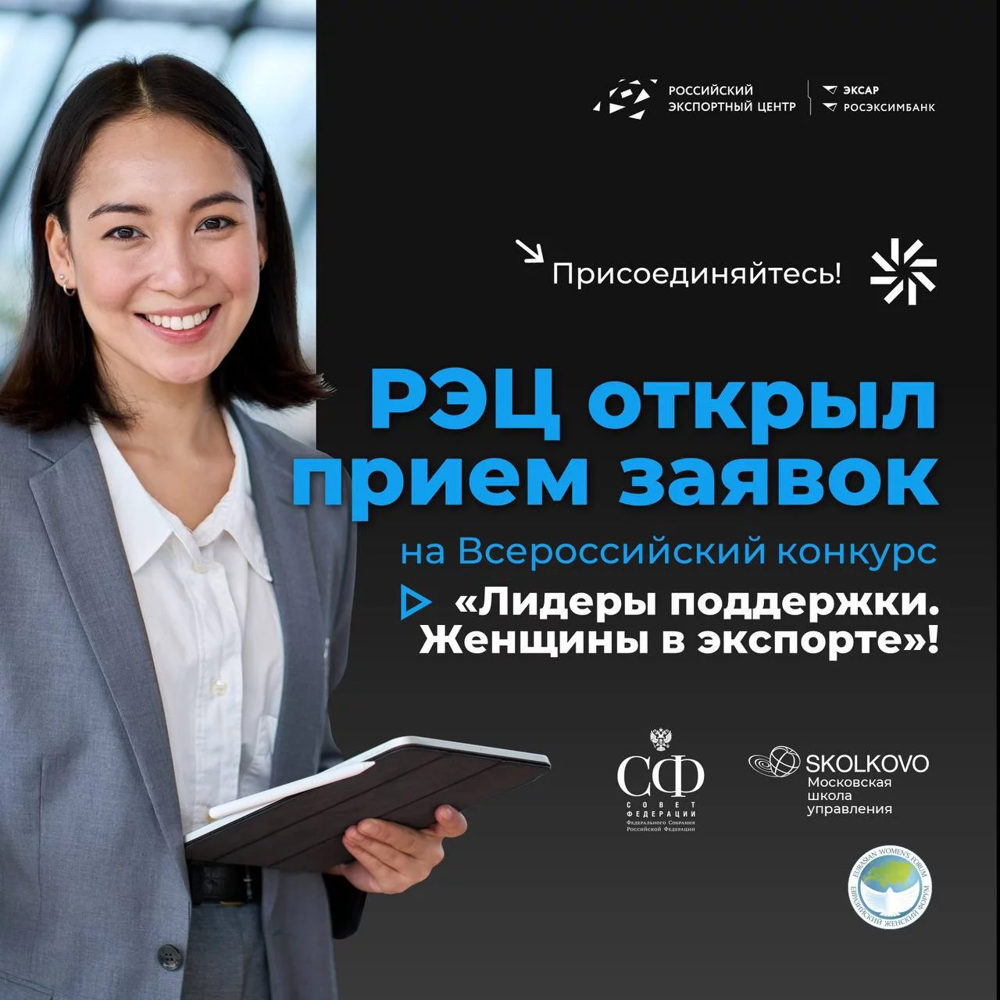 РОССИЙСКИЙ
ЭКСПОРТНЫЙ ЦЕНТР
ЭКСАР
РОСЭКСИМБАНК
Присоединяйтесь!
РЭЦ открыл
прием заявок
на Всероссийский конкурс
«Лидеры поддержки.
Женщины в экспорте»!
СФ
СОВЕТ
ФЕДЕРАЦИИ
Федерального Собрания
Российской Федерации
SKOLKOVO
Московская
школа
управления
EURASIAN WOMEN'S FORUM
ЕВРАЗИЙСКИЙ ЖЕНСКИЙ ФОРУМ